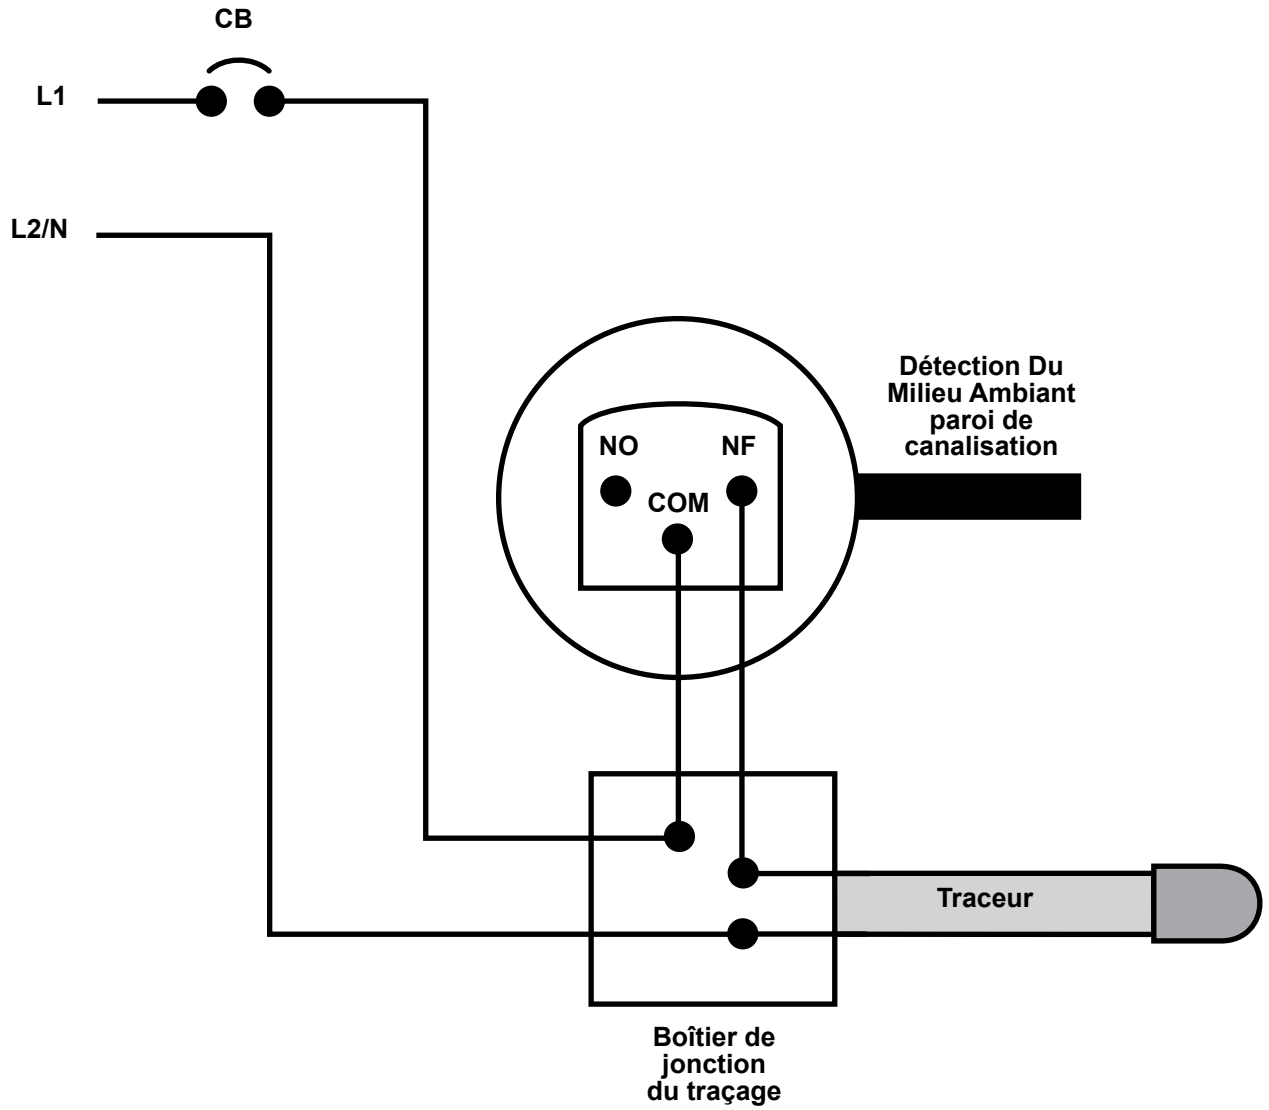 CB
L1
L2/N
Détection Du
Milieu Ambiant
paroi de
canalisation
NO
NF
COM
Traceur
Boîtier de
jonction
du traçage